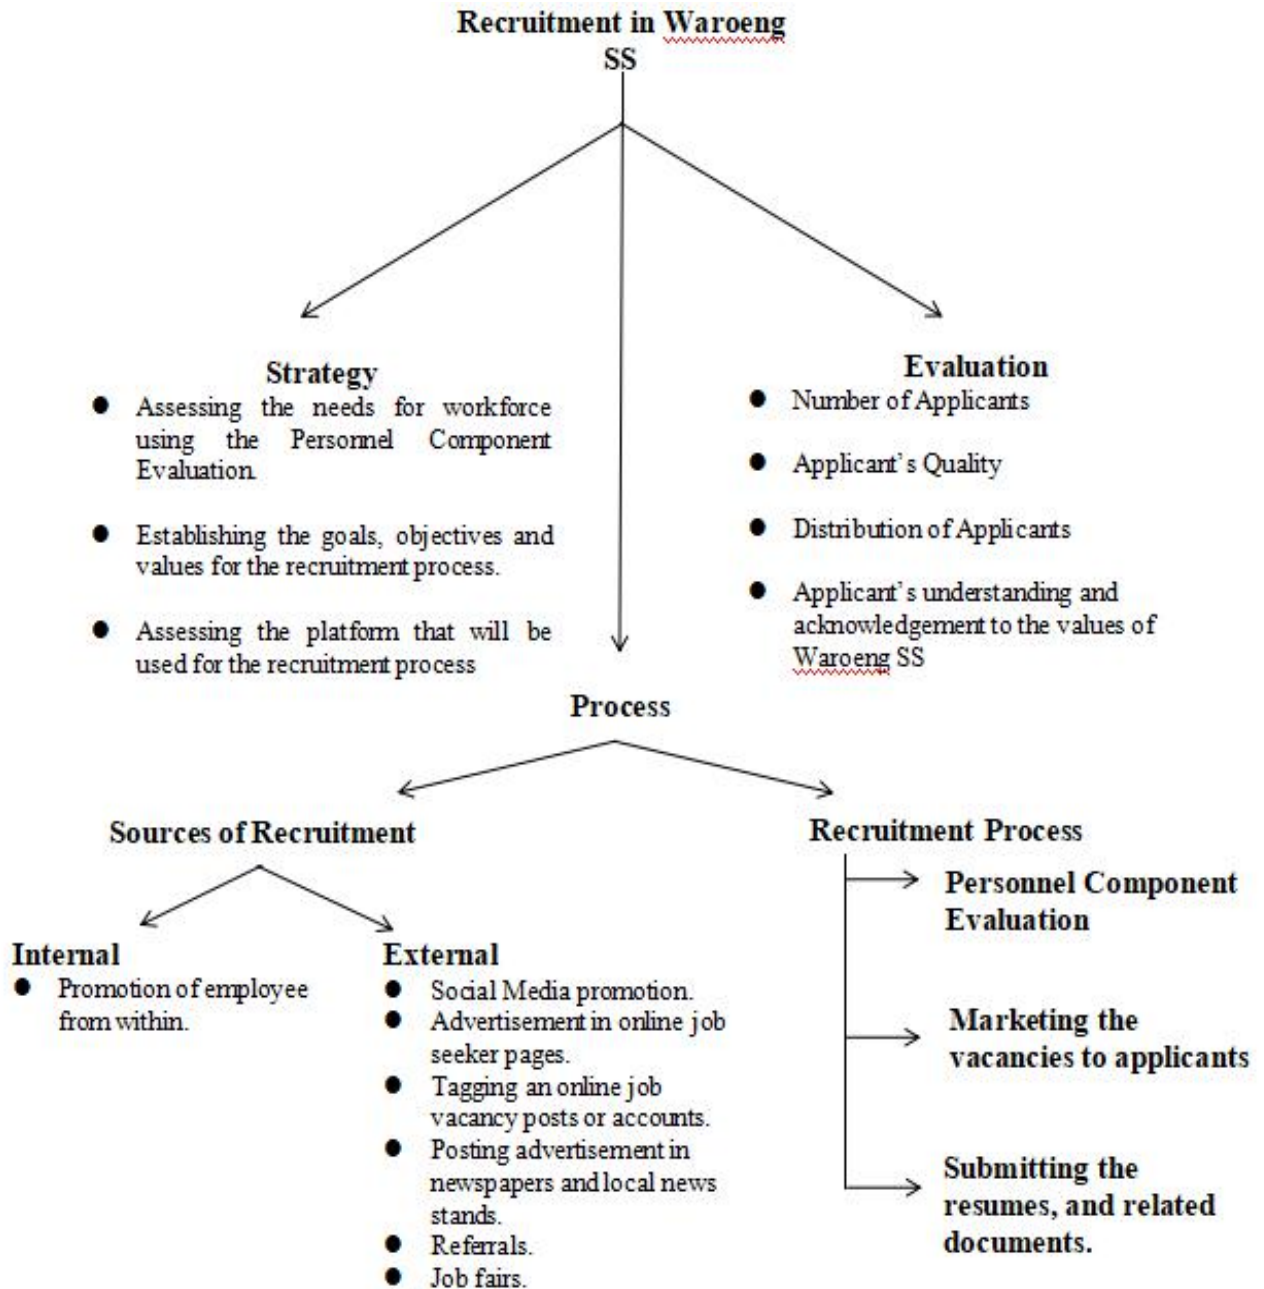 Recruitment in Waroeng
SS
Strategy
● Assessing the needs for workforce
using the Personnel Component
Evaluation.
● Establishing the goals, objectives and
values for the recruitment process.
● Assessing the platform that will be
used for the recruitment process
Evaluation
● Number of Applicants
● Applicant's Quality
● Distribution of Applicants
● Applicant's understanding and
acknowledgement to the values of
Waroeng SS
Process
Sources of Recruitment
Internal
● Promotion of employee
from within.
External
● Social Media promotion.
● Advertisement in online job
seeker pages.
● Tagging an online job
vacancy posts or accounts.
● Posting advertisement in
newspapers and local news
stands.
● Referrals.
● Job fairs.
Recruitment Process
Personnel Component
Evaluation
Marketing the
vacancies to applicants
Submitting the
resumes, and related
documents.